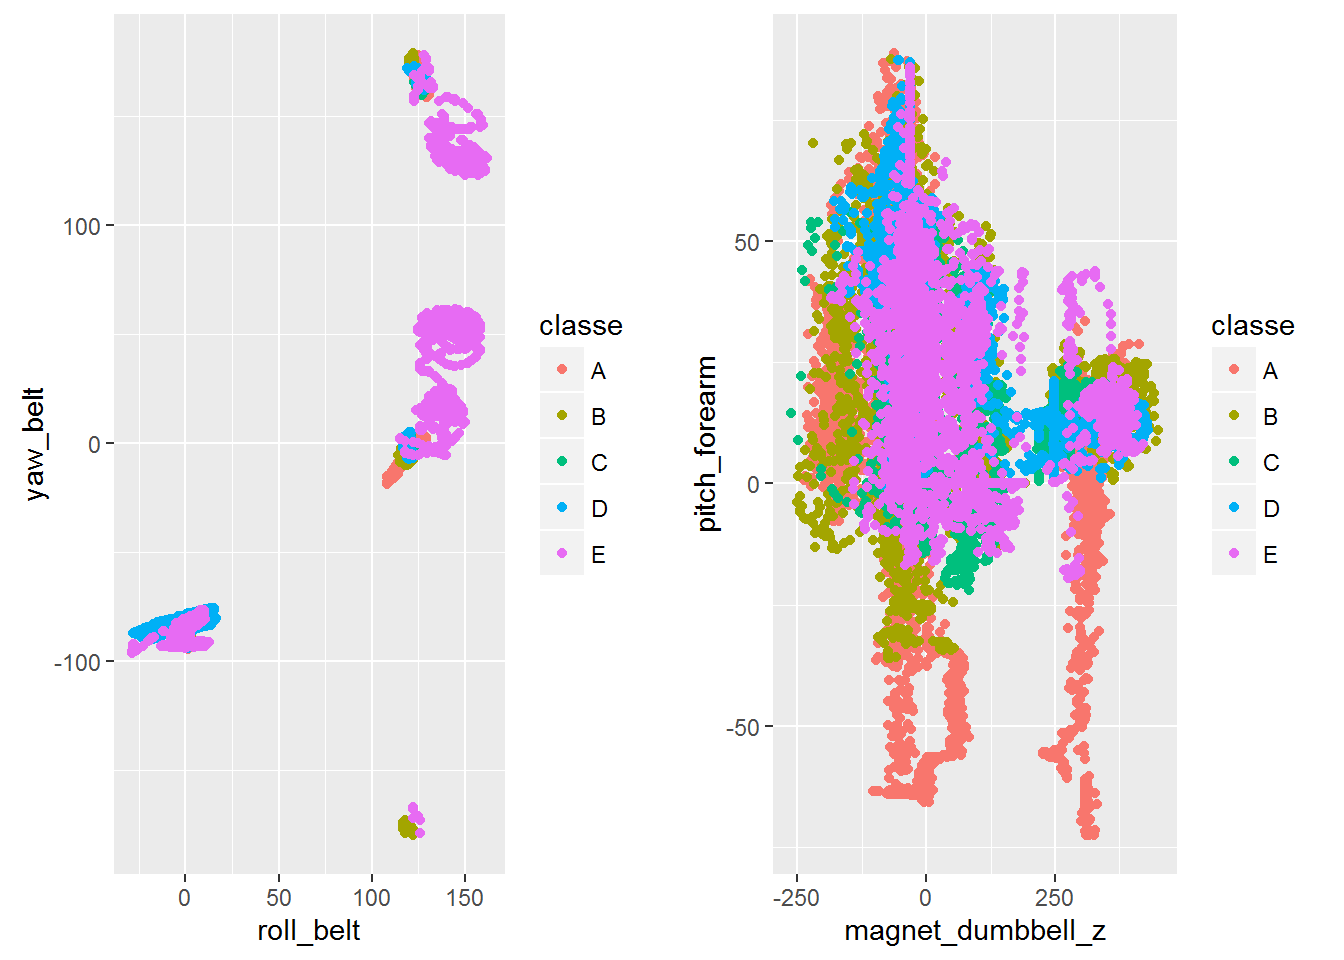 yaw_belt
100
0
-100
0
50
100
150
roll_belt
classe
A
B
C
D
E
pitch_forearm
50
0
-50
-250
0
250
magnet_dumbbell_z
classe
A
B
C
D
E